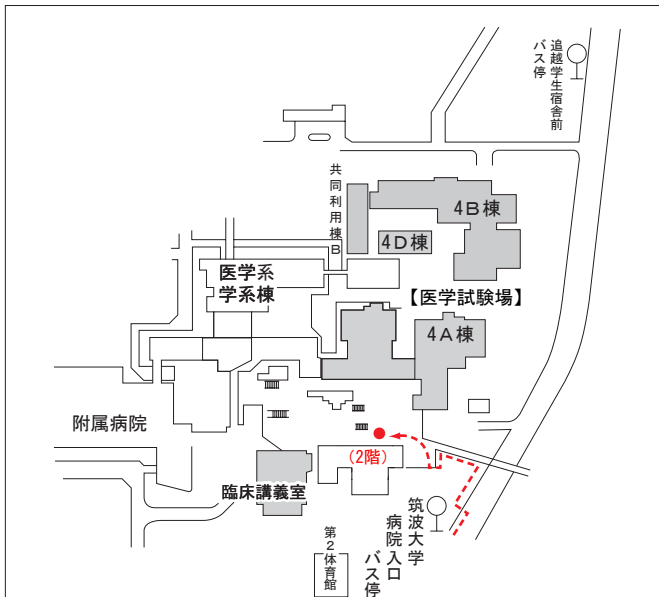 追越学生宿舎前
バス停
共同利用棟B
4B棟
4D棟
医学系
学系棟
【医学試験場】
4A棟
附属病院
(2階)
臨床講義室
筑波大学
病院入口
バス停
第2体育館